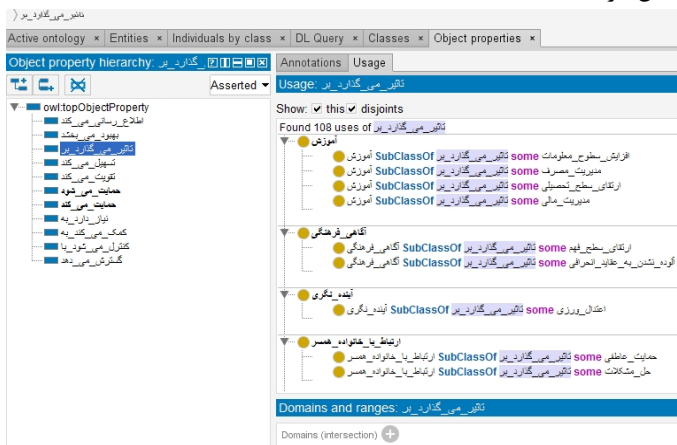 تاثیر_می_گذارد_بر
Active ontology × Entities × Individuals by class × DL Query × Classes × Object properties ×
Object property hierarchy: تاثیر_می_گذارد_بر
Annotations Usage
Asserted
Usage: تاثیر_می_گذارد_بر
Show: this disjoints
Found 108 uses of تاثیر_می_گذارد_بر
owl:topObjectProperty
اطلاع_رسانی_می_کند
بهبود_می_بخشد
تاثیر_می_گذارد_بر
تسهیل_می_کند
تقویت_می_کند
حمایت_می_شود
حمایت_می_کند
نیاز_دارد_به
کمک_می_کند_به
کنترل_می_شود_با
گسترش_می_دهد
آموزش
آموزش SubClassOf تاثیر_می_گذارد_بر some افزایش_سطوح_معلومات
آموزش SubClassOf تاثیر_می_گذارد_بر some مدیریت_مصرف
آموزش SubClassOf تاثیر_می_گذارد_بر some ارتقای_سطح_تحصیلی
آموزش SubClassOf تاثیر_می_گذارد_بر some مدیریت_مالی
آگاهی_فرهنگی
آگاهی_فرهنگی SubClassOf تاثیر_می_گذارد_بر some ارتقای_سطح_فهم
آگاهی_فرهنگی SubClassOf تاثیر_می_گذارد_بر some آلوده_نشدن_به_عقاید_انحرافی
آینده_نگری
آینده_نگری SubClassOf تاثیر_می_گذارد_بر some اعتدال_ورزی
ارتباط_با_خانواده_همسر
ارتباط_با_خانواده_همسر SubClassOf تاثیر_می_گذارد_بر some حمایت_عاطفی
ارتباط_با_خانواده_همسر SubClassOf تاثیر_می_گذارد_بر some حل_مشکلات
Domains and ranges: تاثیر_می_گذارد_بر
Domains (intersection)